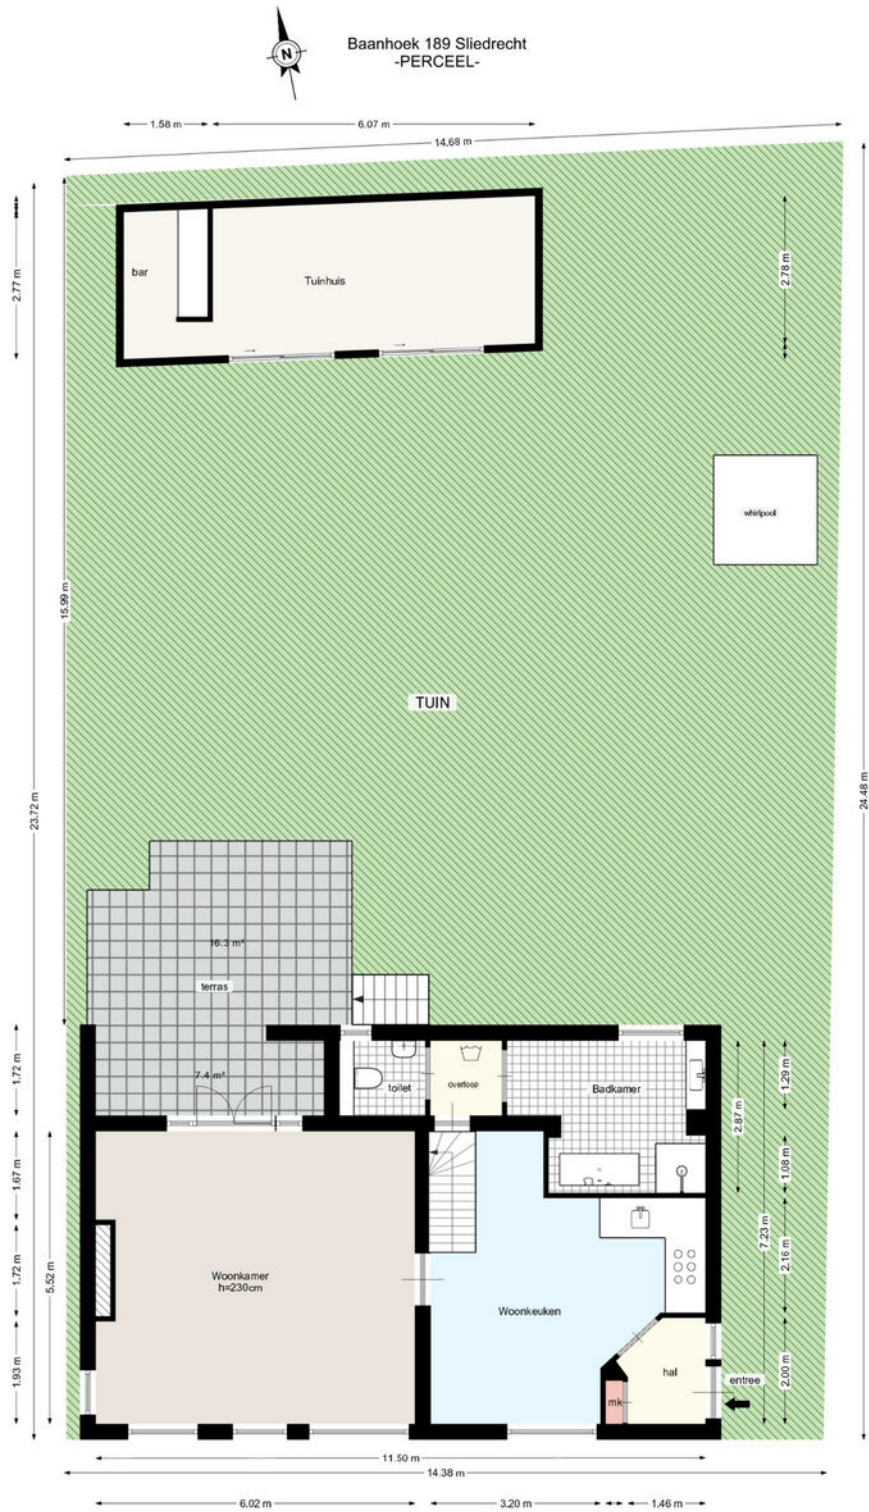 N
Baanhoek 189 Sliedrecht
-PERCEEL-
1.58 m
6.07 m
14.68 m
2.77 m
bar
Tuinhuis
2.78 m
whirlpool
15.99 m
TUIN
23.72 m
24.48 m
16.3 m²
terras
1.72 m
7.4 m²
toilet
overloop
Badkamer
1.29 m
2.87 m
1.67 m
1.08 m
7.23 m
5.52 m
1.72 m
Woonkamer
h=230cm
Woonkeuken
2.16 m
1.93 m
hal
entree
2.00 m
mk
11.50 m
14.38 m
6.02 m
3.20 m
1.46 m